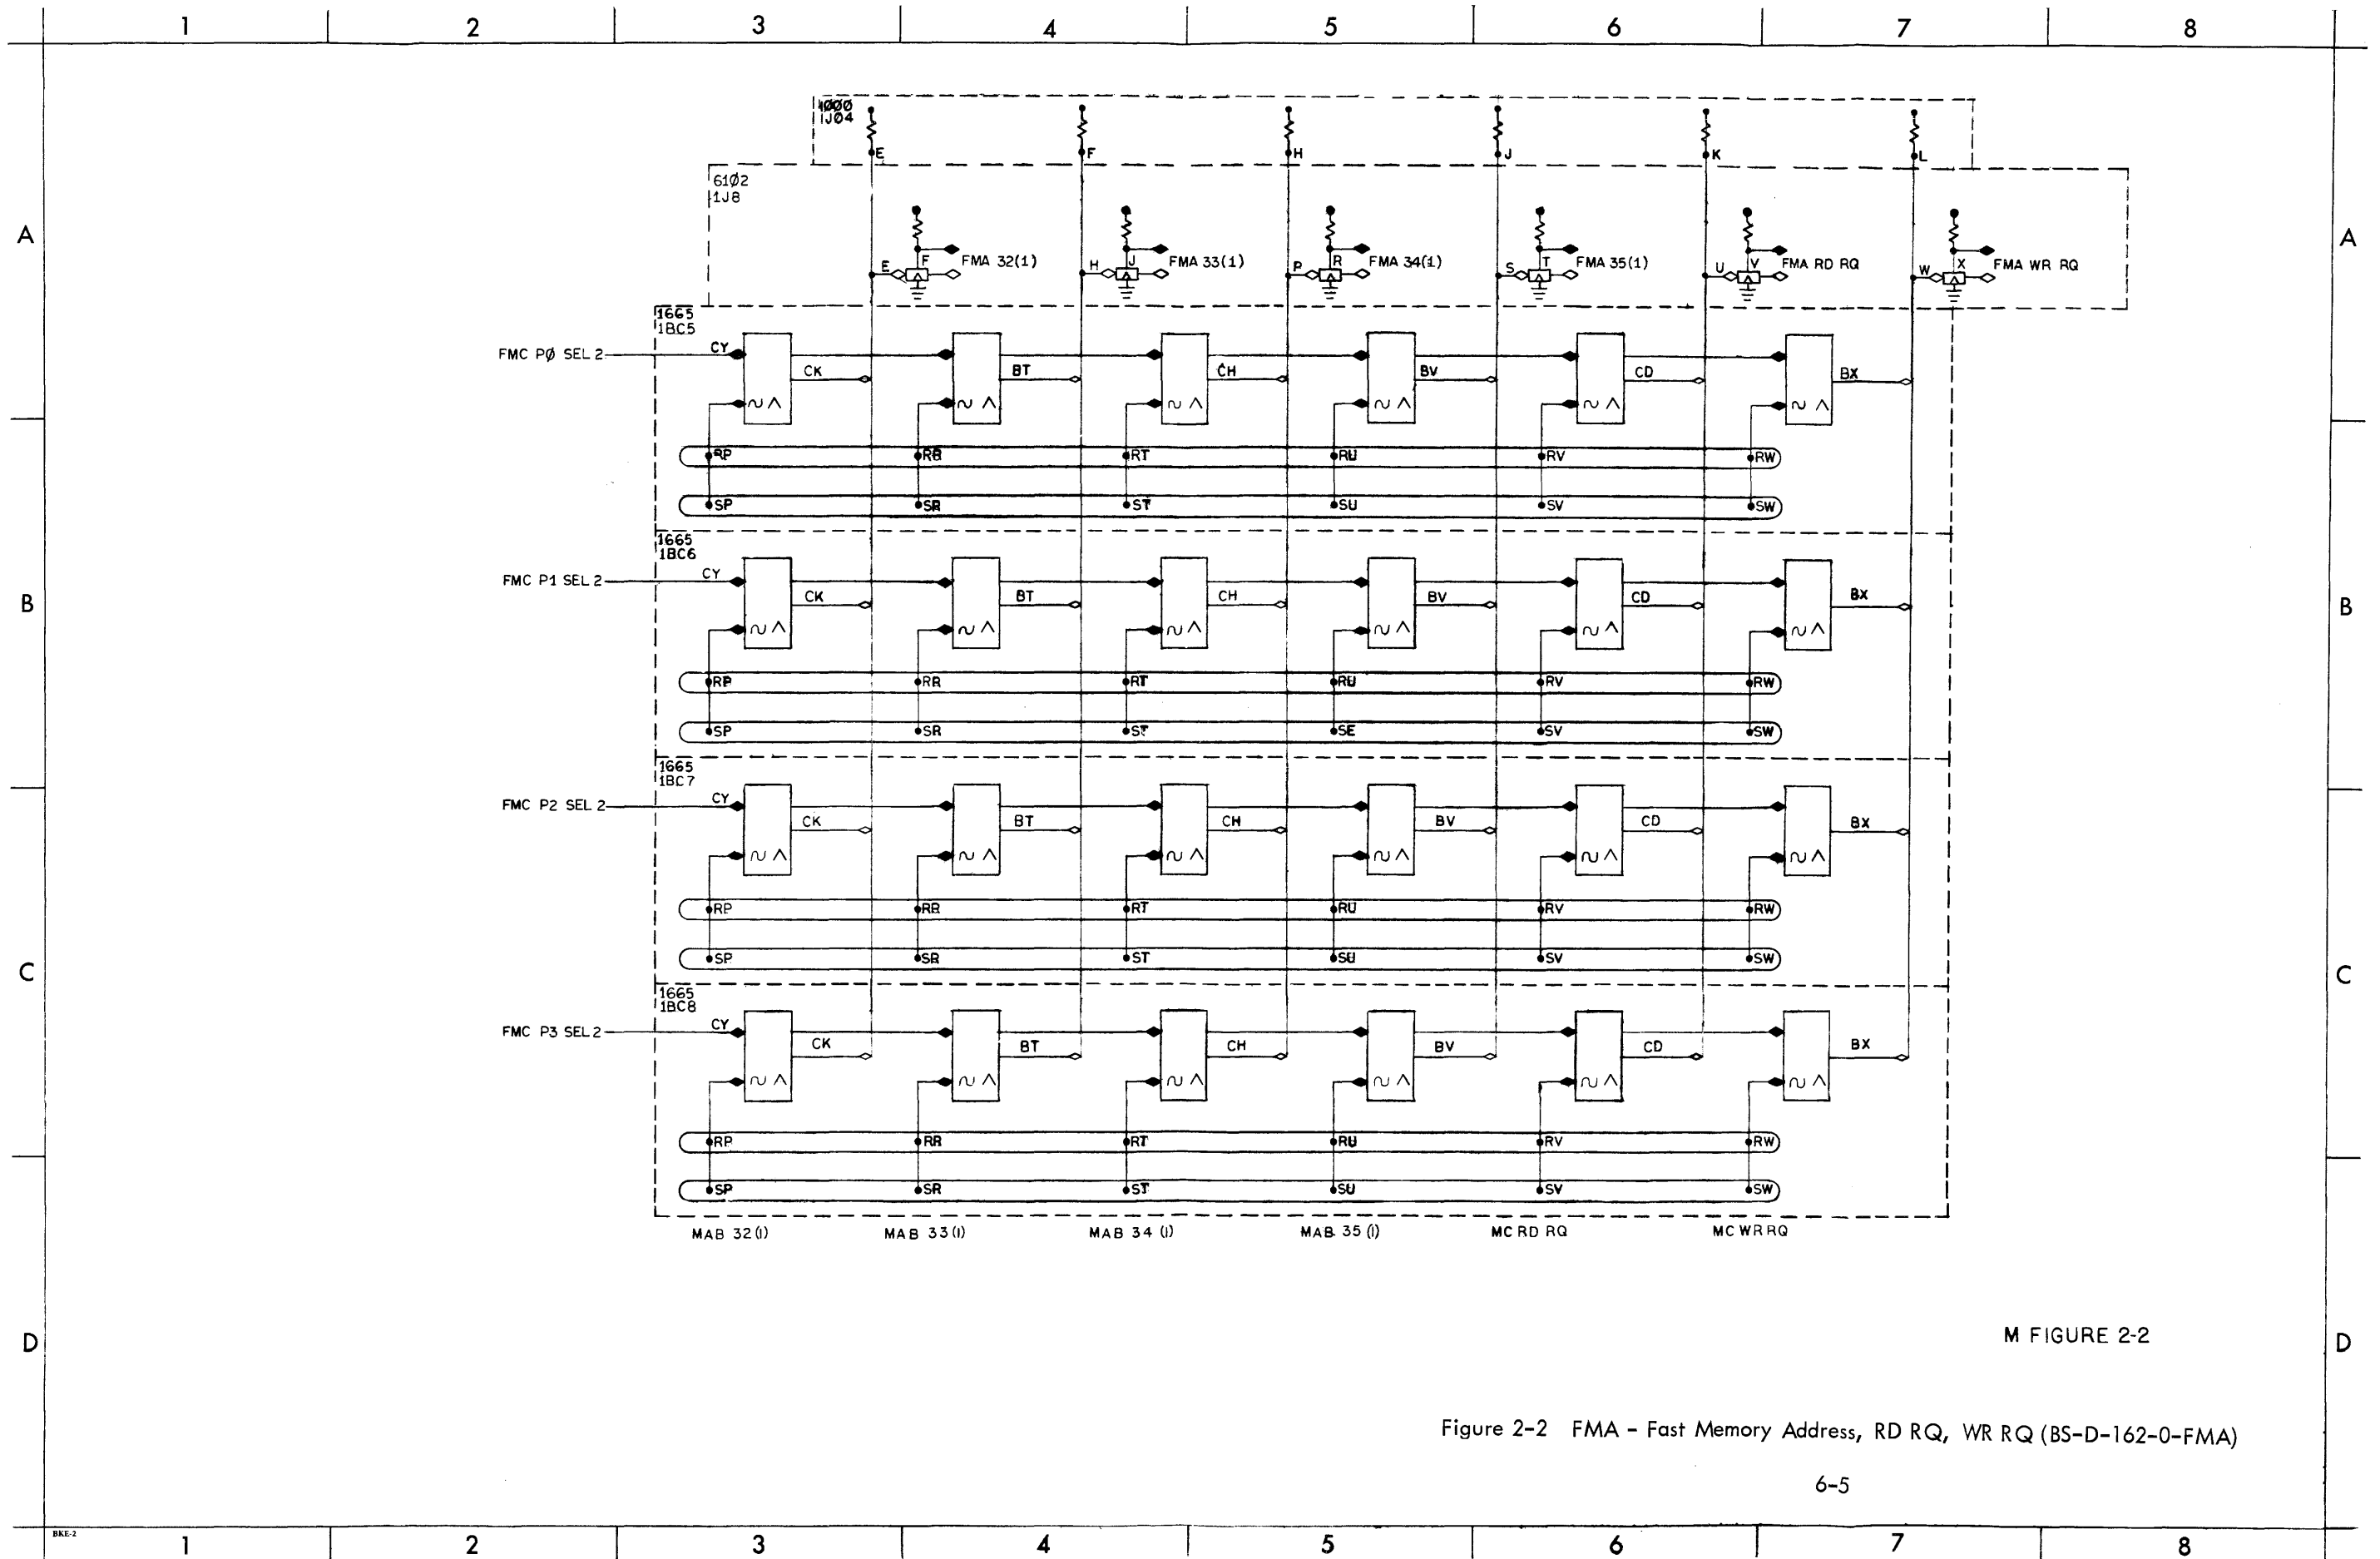 1 2 3 4 5 6 7 8
1000
1J04
E F H J K L
6102
1J8
A A
E F FMA 32(1) H J FMA 33(1) P R FMA 34(1) S T FMA 35(1) U V FMA RD RQ W X FMA WR RQ
1665
1BC5
FMC PØ SEL 2 CY
CK BT CH BV CD BX
∿ ∧ ∿ ∧ ∿ ∧ ∿ ∧ ∿ ∧ ∿ ∧
RP RR RT RU RV RW
SP SR ST SU SV SW
1665
1BC6
FMC P1 SEL 2 CY
B CK BT CH BV CD BX B
∿ ∧ ∿ ∧ ∿ ∧ ∿ ∧ ∿ ∧ ∿ ∧
RP RR RT RU RV RW
SP SR ST SE SV SW
1665
1BC7
FMC P2 SEL 2 CY
CK BT CH BV CD BX
∿ ∧ ∿ ∧ ∿ ∧ ∿ ∧ ∿ ∧ ∿ ∧
RP RR RT RU RV RW
C SP SR ST SU SV SW C
1665
1BC8
FMC P3 SEL 2 CY
CK BT CH BV CD BX
∿ ∧ ∿ ∧ ∿ ∧ ∿ ∧ ∿ ∧ ∿ ∧
RP RR RT RU RV RW
SP SR ST SU SV SW
MAB 32(1) MAB 33(1) MAB 34 (1) MAB 35 (1) MC RD RQ MC WR RQ
D M FIGURE 2-2 D
Figure 2-2 FMA - Fast Memory Address, RD RQ, WR RQ (BS-D-162-0-FMA)
6-5
BKE-2
1 2 3 4 5 6 7 8